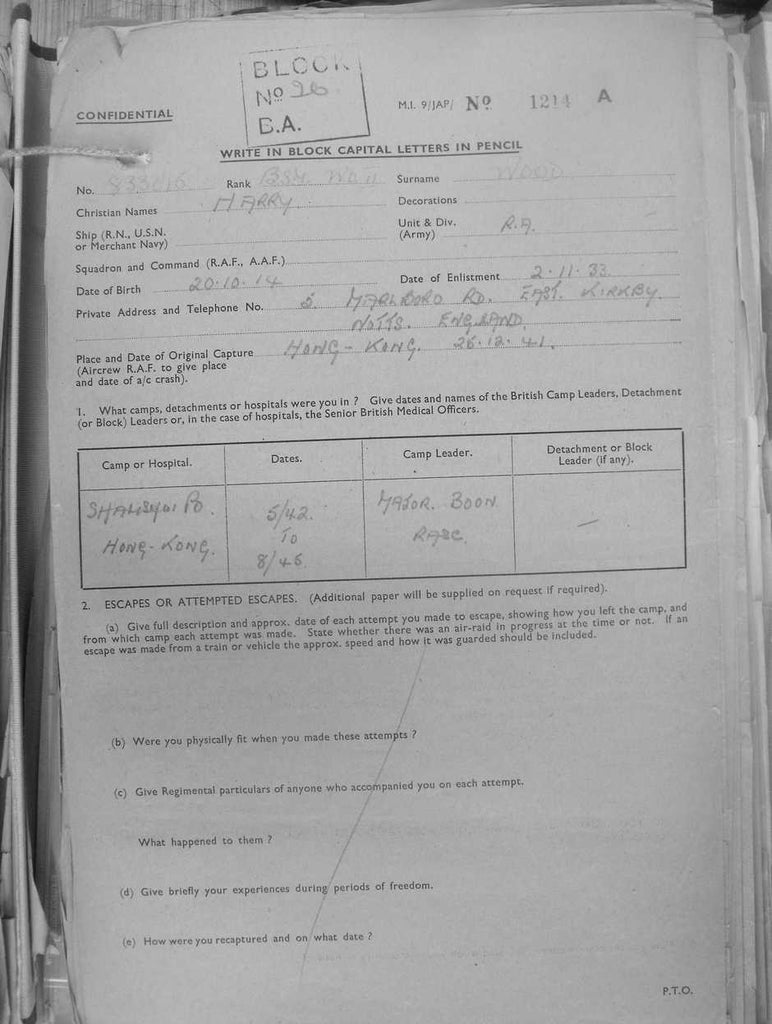 BLOCK
Nº 26
B.A.
CONFIDENTIAL
M.I. 9/JAP/ Nº 1214 A
WRITE IN BLOCK CAPITAL LETTERS IN PENCIL
No. 833016 Rank BSM. WO II Surname WOOD
Christian Names HARRY. Decorations
Ship (R.N., U.S.N.
or Merchant Navy)
Unit & Div. R.A.
(Army)
Squadron and Command (R.A.F., A.A.F.)
Date of Birth 20.10.14 Date of Enlistment 2.11.33.
Private Address and Telephone No. 5. MARLBORO RD. EAST. KIRKBY.
NOTTS. ENGLAND.
Place and Date of Original Capture HONG-KONG. 26.12.41.
(Aircrew R.A.F. to give place
and date of a/c crash).
1. What camps, detachments or hospitals were you in ? Give dates and names of the British Camp Leaders, Detachment
(or Block) Leaders or, in the case of hospitals, the Senior British Medical Officers.
Camp or Hospital. Dates. Camp Leader. Detachment or Block
Leader (if any).
PO. 5/42. MAJOR. BOON —
HONG-KONG. TO RASC.
8/45.
2. ESCAPES OR ATTEMPTED ESCAPES. (Additional paper will be supplied on request if required).
(a) Give full description and approx. date of each attempt you made to escape, showing how you left the camp, and
from which camp each attempt was made. State whether there was an air-raid in progress at the time or not. If an
escape was made from a train or vehicle the approx. speed and how it was guarded should be included.
(b) Were you physically fit when you made these attempts ?
(c) Give Regimental particulars of anyone who accompanied you on each attempt.
What happened to them ?
(d) Give briefly your experiences during periods of freedom.
(e) How were you recaptured and on what date ?
P.T.O.